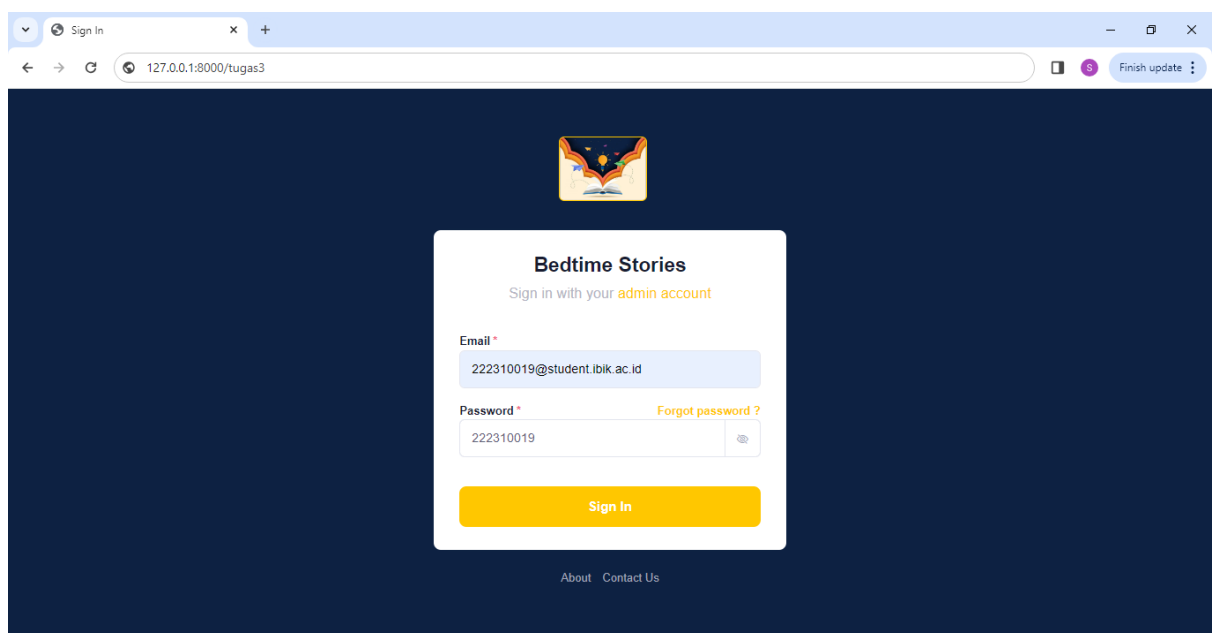 Sign In
127.0.0.1:8000/tugas3
S
Finish update
Bedtime Stories
Sign in with your admin account
Email *
222310019@student.ibik.ac.id
Password * Forgot password ?
222310019
Sign In
About Contact Us